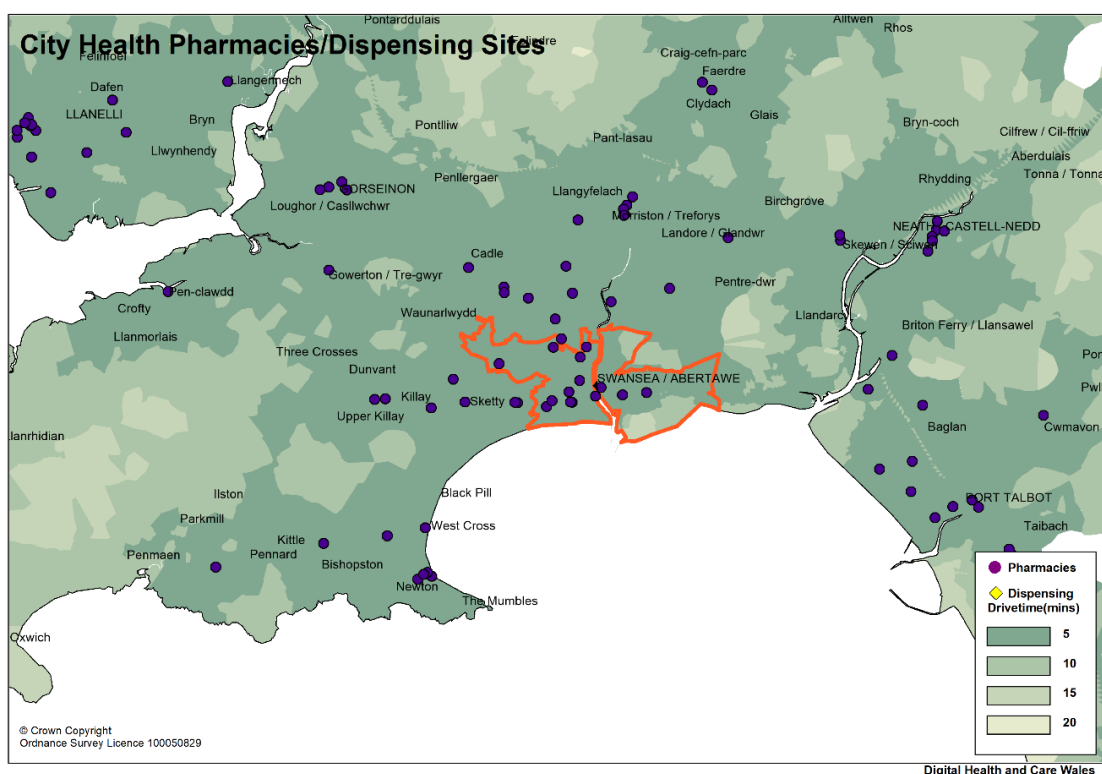 City Health Pharmacies/Dispensing Sites
Pontarddulais
Alltwen
Rhos
Felinfoel
Felindre
Craig-cefn-parc
Faerdre
Llangennech
Dafen
Clydach
LLANELLI
Bryn
Pontlliw
Glais
Bryn-coch
Cilfrew / Cil-ffriw
Pant-lasau
Llwynhendy
Aberdulais
Penllergaer
Tonna / Tonna
Rhydding
GORSEINON
Llangyfelach
Birchgrove
Loughor / Casllwchwr
Morriston / Treforys
NEATH / CASTELL-NEDD
Landore / Glandwr
Skewen / Sciwen
Cadle
Gowerton / Tre-gwyr
Pentre-dwr
Pen-clawdd
Crofty
Waunarlwydd
Llandarcy
Briton Ferry / Llansawel
Llanmorlais
Three Crosses
Por
Dunvant
SWANSEA / ABERTAWE
Pwl
Killay
Sketty
Upper Killay
Baglan
Cwmavon
Llanrhidian
Ilston
Black Pill
PORT TALBOT
Parkmill
West Cross
Taibach
Kittle
Penmaen
Pennard
Bishopston
Newton
The Mumbles
Oxwich
Pharmacies
Dispensing
Drivetime(mins)
5
10
15
20
© Crown Copyright
Ordnance Survey Licence 100050829
Digital Health and Care Wales